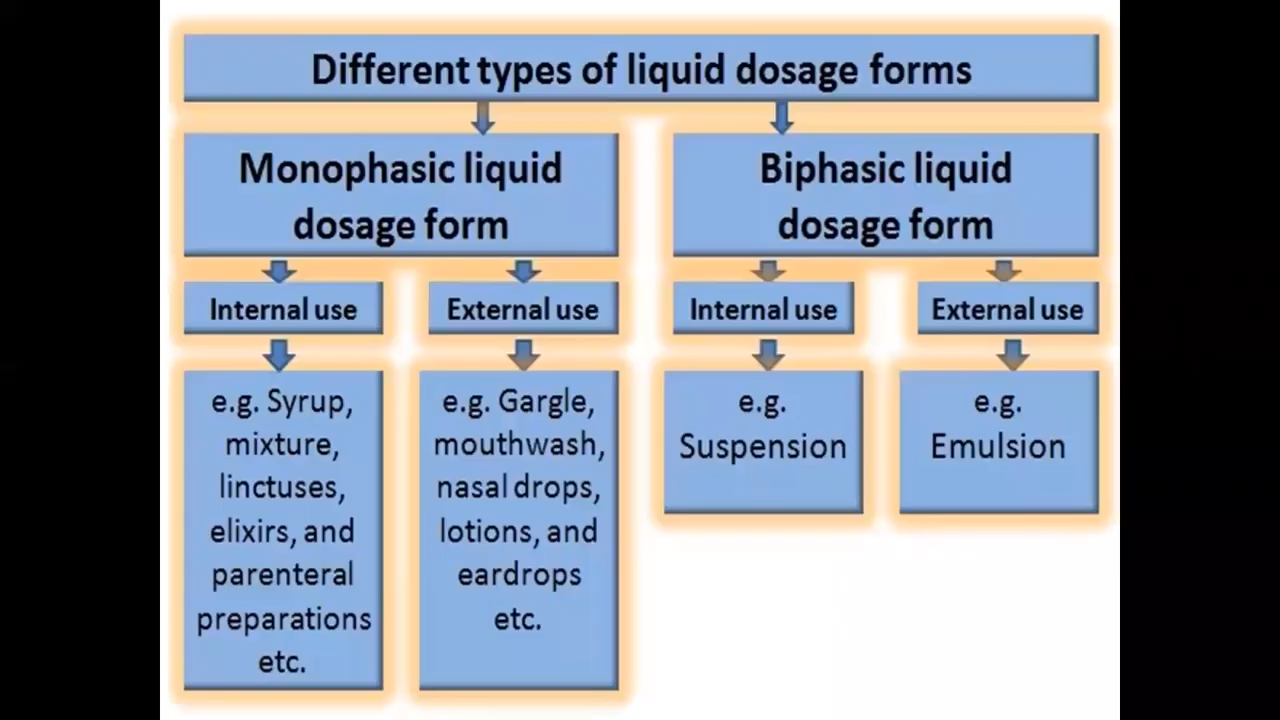 Different types of liquid dosage forms
Monophasic liquid
dosage form
Biphasic liquid
dosage form
Internal use
External use
Internal use
External use
e.g. Syrup,
mixture,
linctuses,
elixirs, and
parenteral
preparations
etc.
e.g. Gargle,
mouthwash,
nasal drops,
lotions, and
eardrops
etc.
e.g.
Suspension
e.g.
Emulsion